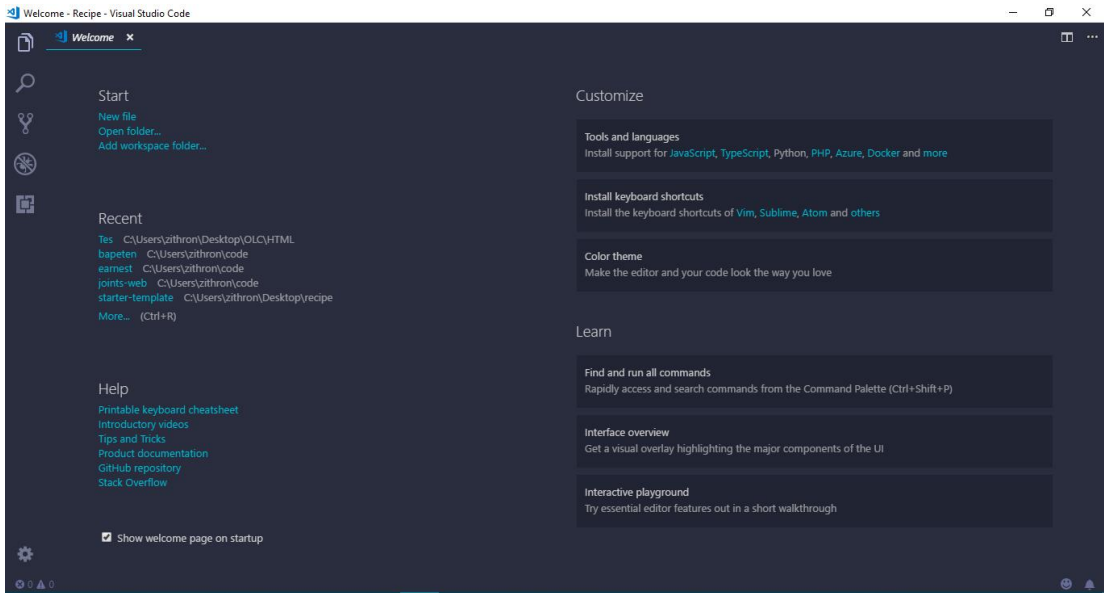 Welcome - Recipe - Visual Studio Code
Welcome
Start
New file
Open folder...
Add workspace folder...
Recent
Tes C:\Users\zithron\Desktop\OLC\HTML
bapeten C:\Users\zithron\code
earnest C:\Users\zithron\code
joints-web C:\Users\zithron\code
starter-template C:\Users\zithron\Desktop\recipe
More... (Ctrl+R)
Help
Printable keyboard cheatsheet
Introductory videos
Tips and Tricks
Product documentation
GitHub repository
Stack Overflow
Show welcome page on startup
Customize
Tools and languages
Install support for JavaScript, TypeScript, Python, PHP, Azure, Docker and more
Install keyboard shortcuts
Install the keyboard shortcuts of Vim, Sublime, Atom and others
Color theme
Make the editor and your code look the way you love
Learn
Find and run all commands
Rapidly access and search commands from the Command Palette (Ctrl+Shift+P)
Interface overview
Get a visual overlay highlighting the major components of the UI
Interactive playground
Try essential editor features out in a short walkthrough
0 0